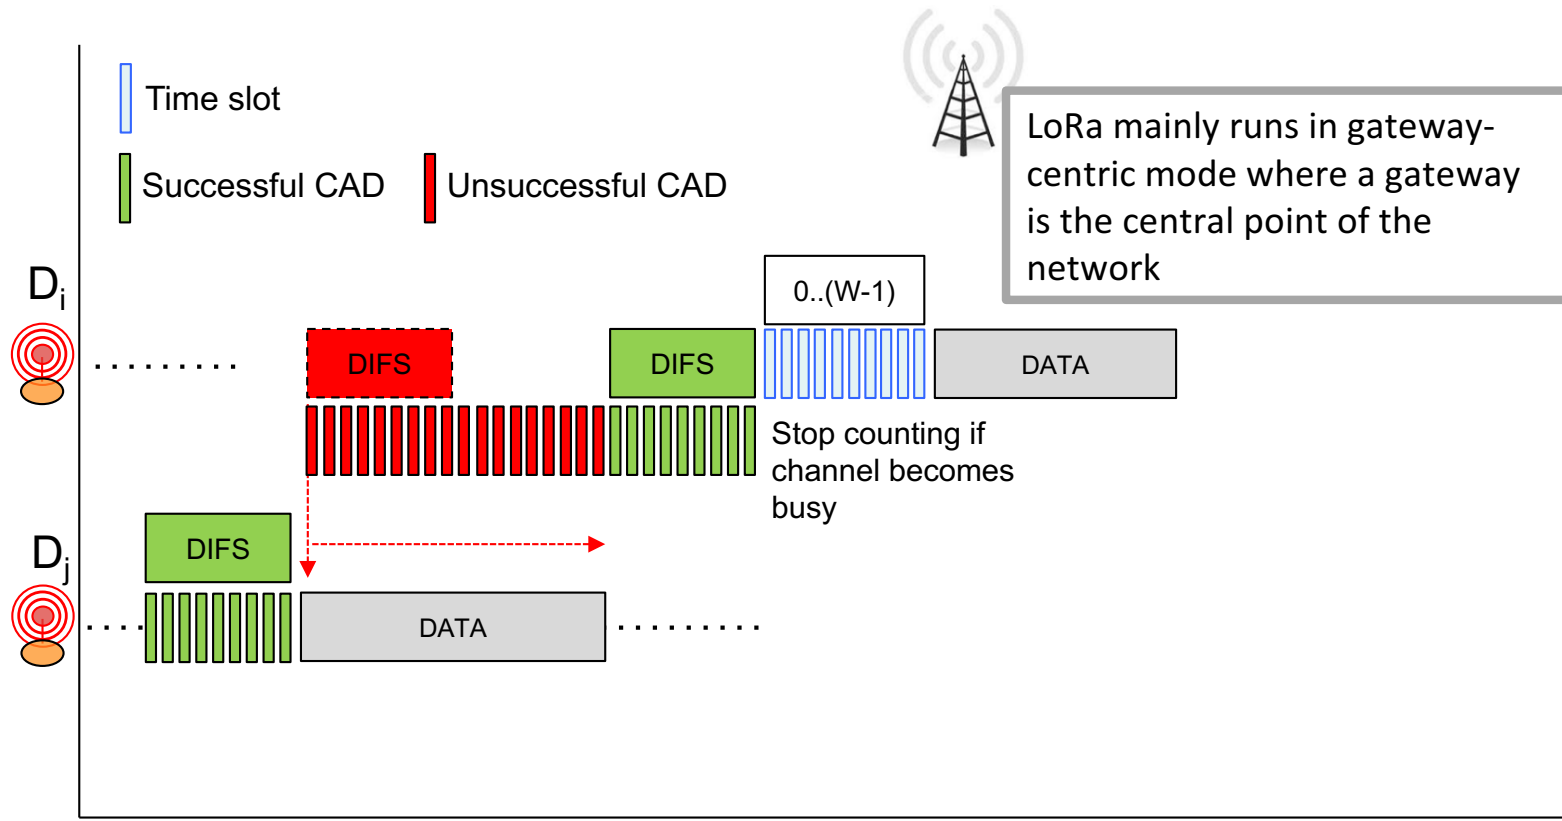 Time slot
Successful CAD
Unsuccessful CAD
LoRa mainly runs in gateway-
centric mode where a gateway
is the central point of the
network
Di
0..(W-1)
DIFS
DIFS
DATA
Stop counting if
channel becomes
busy
Dj
DIFS
DATA